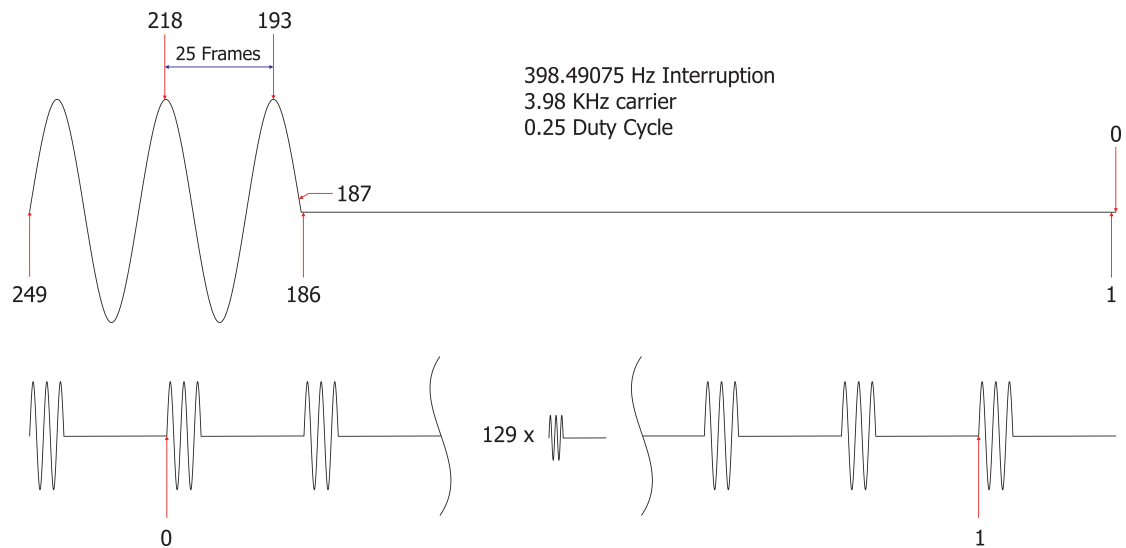 218
193
25 Frames
398.49075 Hz Interruption
3.98 KHz carrier
0.25 Duty Cycle
0
187
249
186
1
129 x
0
1